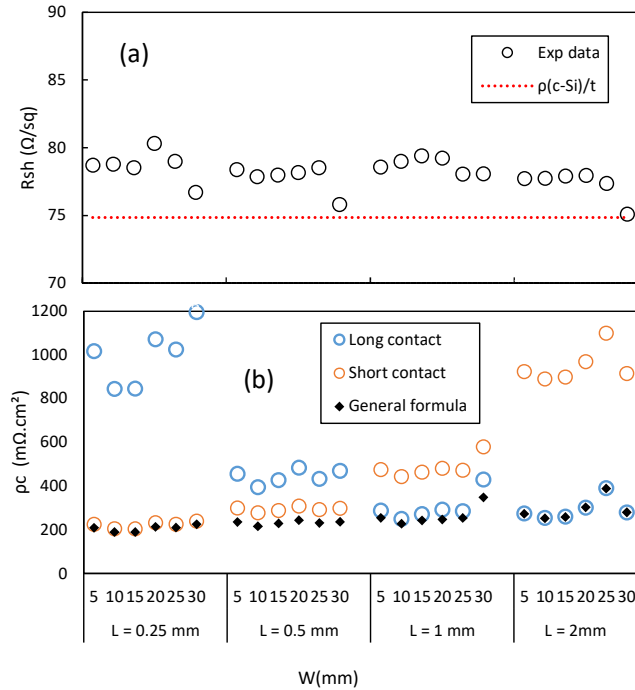 90
85
80
75
70
Rsh (Ω/sq)
(a)
Exp data
ρ(c-Si)/t
1200
1000
800
600
400
200
0
ρc (mΩ.cm²)
(b)
Long contact
Short contact
General formula
5 10 15 20 25 30 5 10 15 20 25 30 5 10 15 20 25 30 5 10 15 20 25 30
L = 0.25 mm L = 0.5 mm L = 1 mm L = 2mm
W(mm)